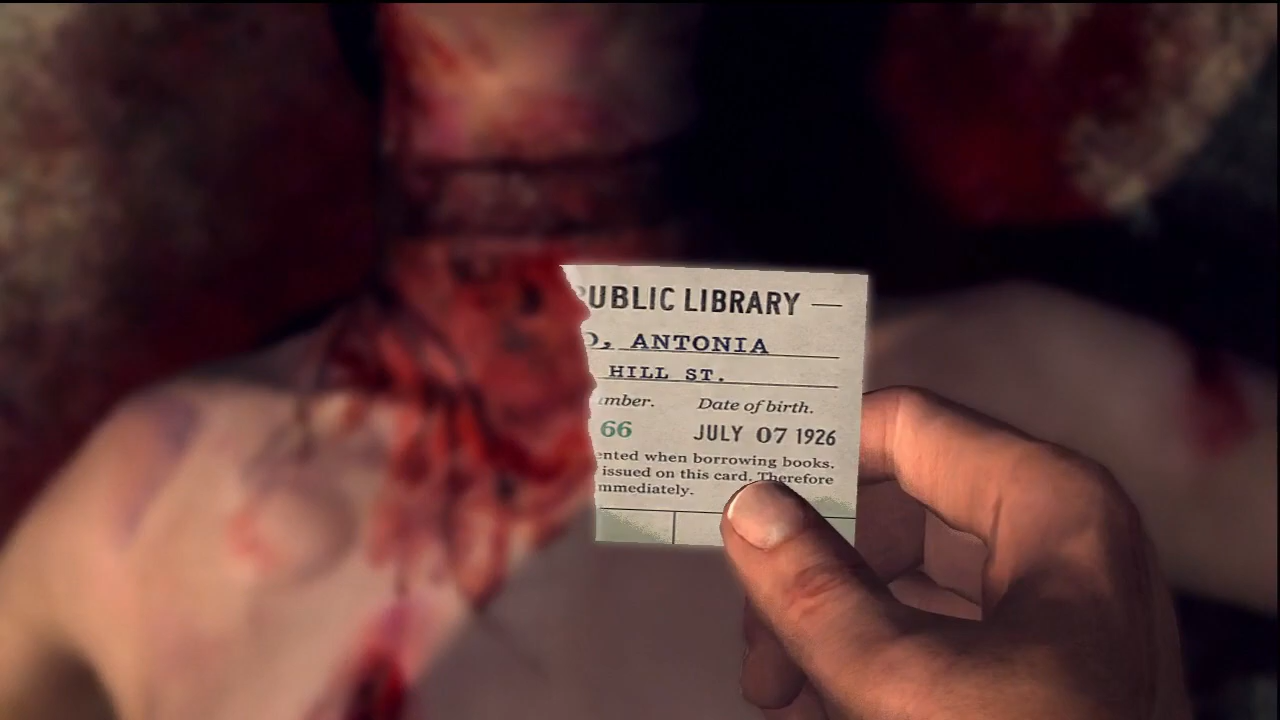 PUBLIC LIBRARY —
D, ANTONIA
HILL ST.
mber. Date of birth.
66 JULY 07 1926
ented when borrowing books.
issued on this card. Therefore
mmediately.